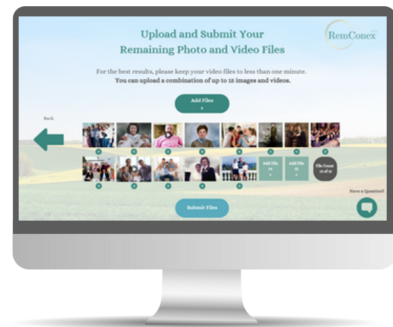 Upload and Submit Your
Remaining Photo and Video Files
RemConex
For the best results, please keep your video files to less than one minute.
You can upload a combination of up to 12 images and videos.
Add Files
+
Back
Add File
Add File
File Count
Have a Question?
Submit Files